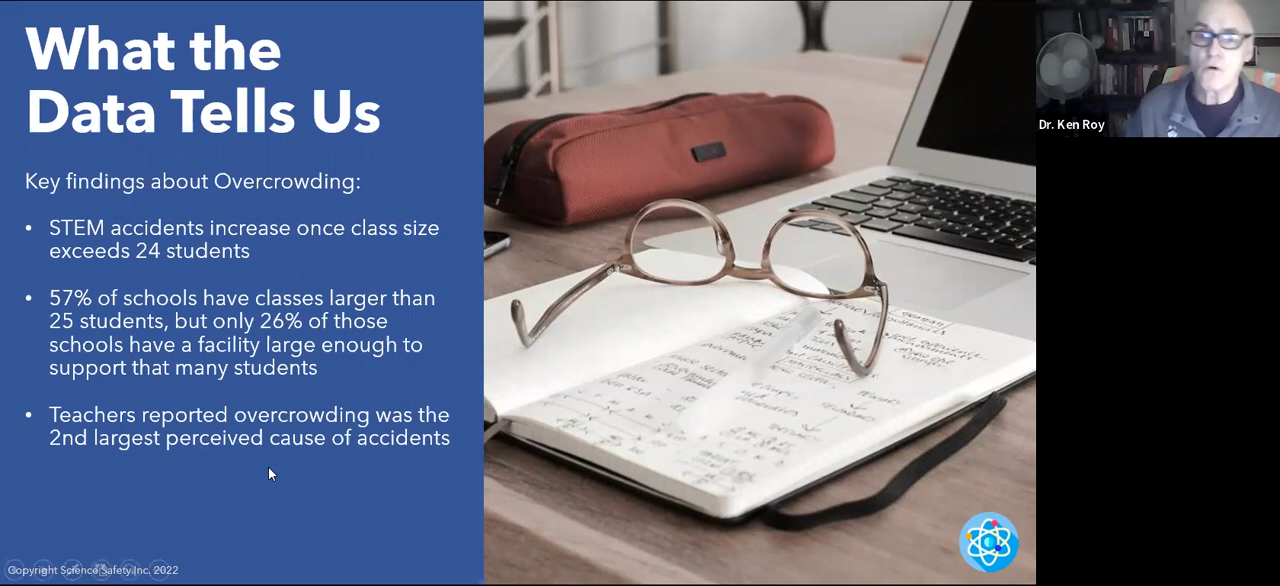 What the
Data Tells Us
Key findings about Overcrowding:
• STEM accidents increase once class size
exceeds 24 students
• 57% of schools have classes larger than
25 students, but only 26% of those
schools have a facility large enough to
support that many students
• Teachers reported overcrowding was the
2nd largest perceived cause of accidents
Copyright Science Safety Inc. 2022
Dr. Ken Roy